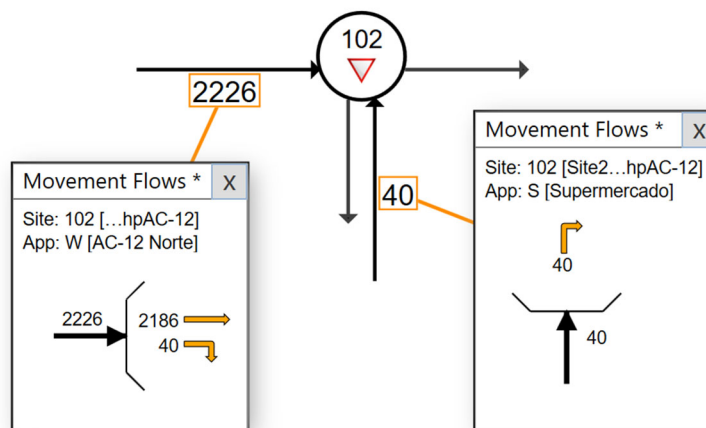 102
2226
40
Movement Flows * X
Site: 102 [...hpAC-12]
App: W [AC-12 Norte]
2226
2186
40
Movement Flows * X
Site: 102 [Site2...hpAC-12]
App: S [Supermercado]
40
40